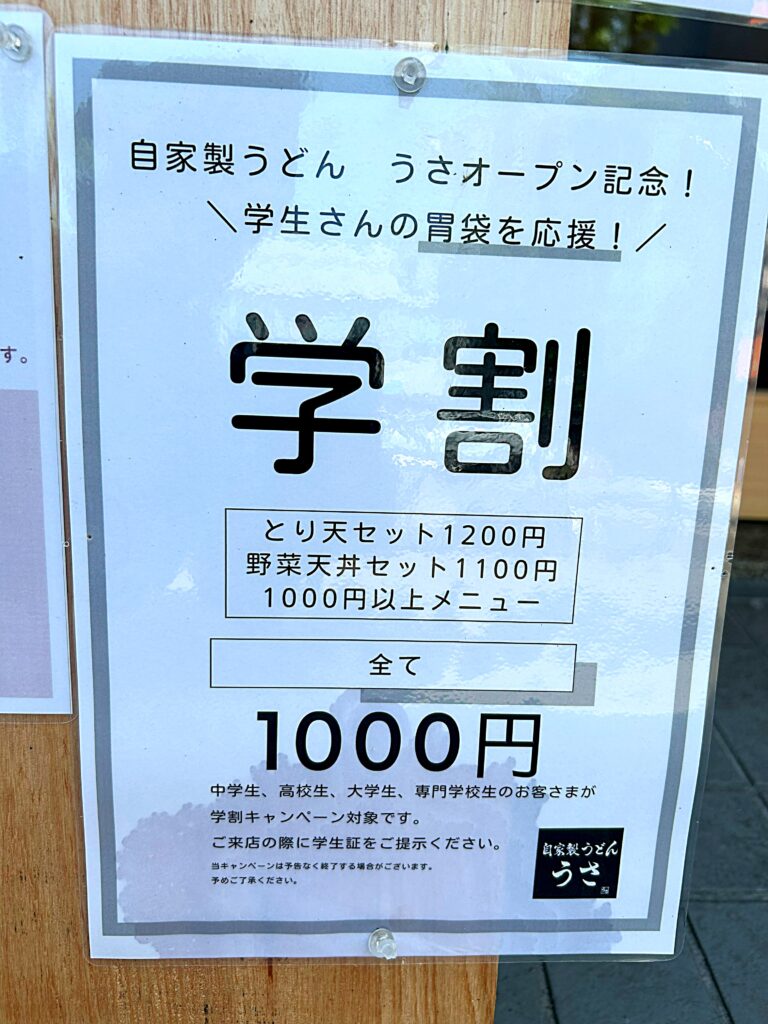 自家製うどん　うさオープン記念！
＼学生さんの胃袋を応援！／
学割
とり天セット1200円
野菜天丼セット1100円
1000円以上メニュー
全て
1000円
中学生、高校生、大学生、専門学校生のお客さまが
学割キャンペーン対象です。
ご来店の際に学生証をご提示ください。
当キャンペーンは予告なく終了する場合がございます。
予めご了承ください。
自家製うどん
うさ
す。